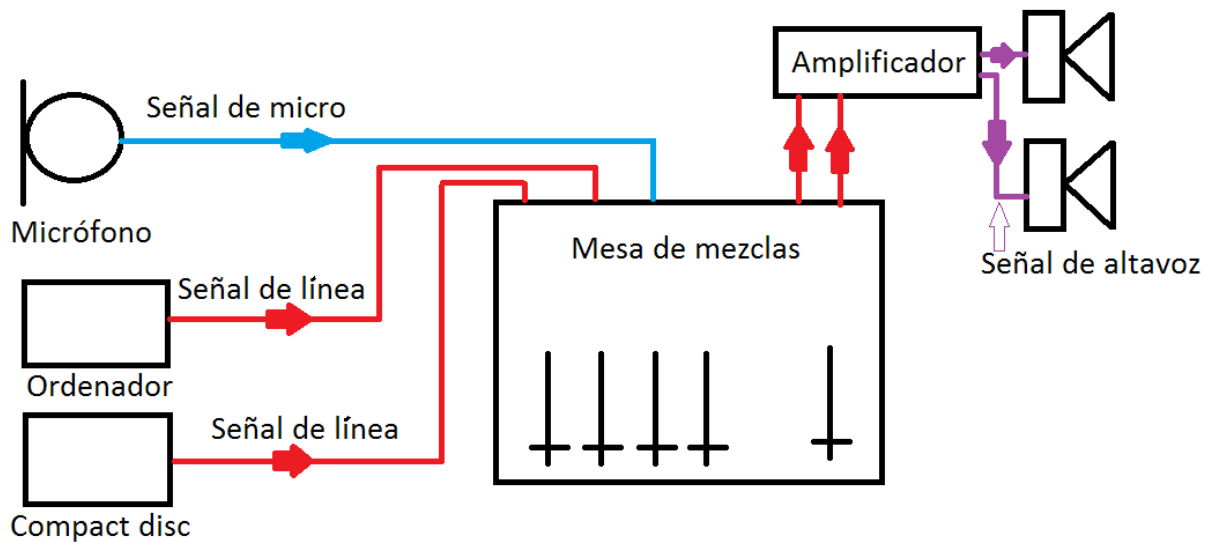 Amplificador
Señal de micro
Micrófono
Mesa de mezclas
Señal de altavoz
Señal de línea
Ordenador
Señal de línea
Compact disc